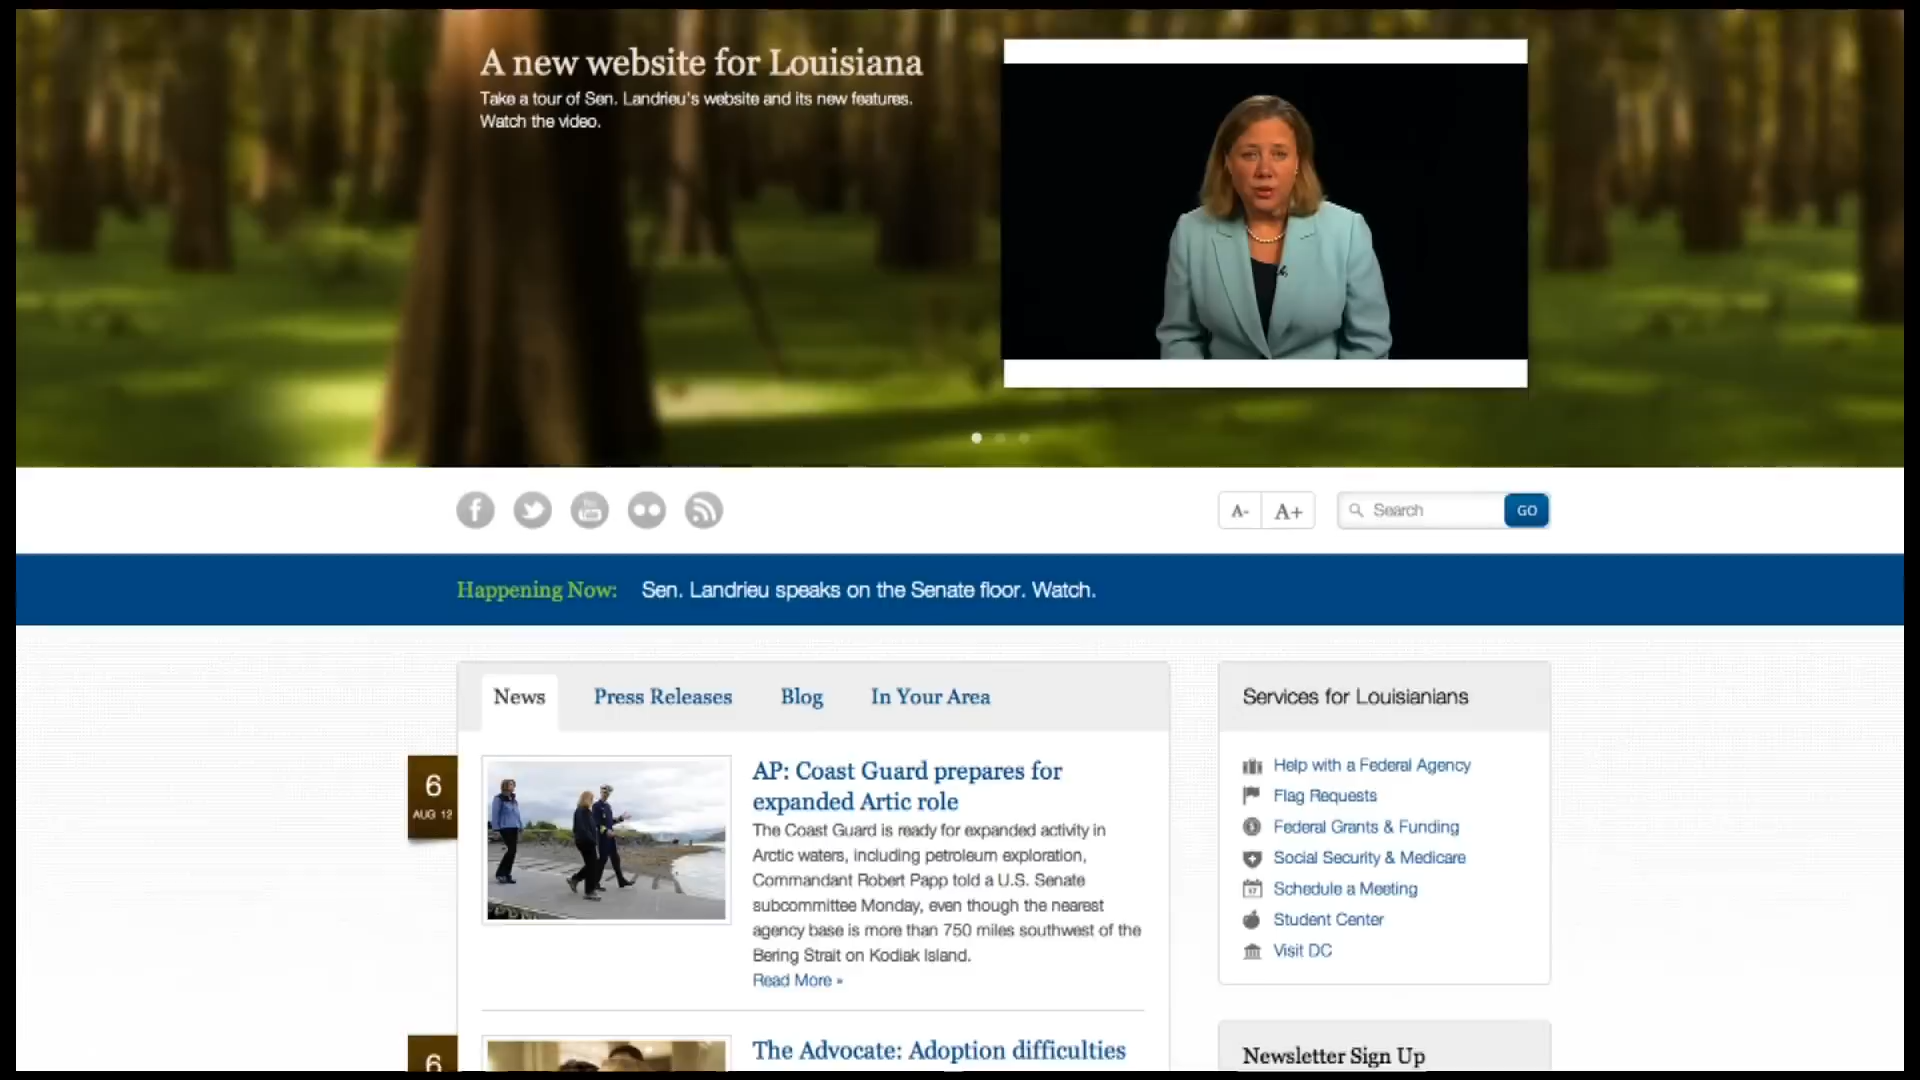 A new website for Louisiana
Take a tour of Sen. Landrieu's website and its new features.
Watch the video.
A- A+ Search GO
Happening Now: Sen. Landrieu speaks on the Senate floor. Watch.
News Press Releases Blog In Your Area
6
AUG 12
AP: Coast Guard prepares for
expanded Artic role
The Coast Guard is ready for expanded activity in
Arctic waters, including petroleum exploration,
Commandant Robert Papp told a U.S. Senate
subcommittee Monday, even though the nearest
agency base is more than 750 miles southwest of the
Bering Strait on Kodiak Island.
Read More »
6
The Advocate: Adoption difficulties
Services for Louisianians
Help with a Federal Agency
Flag Requests
Federal Grants & Funding
Social Security & Medicare
17 Schedule a Meeting
Student Center
Visit DC
Newsletter Sign Up